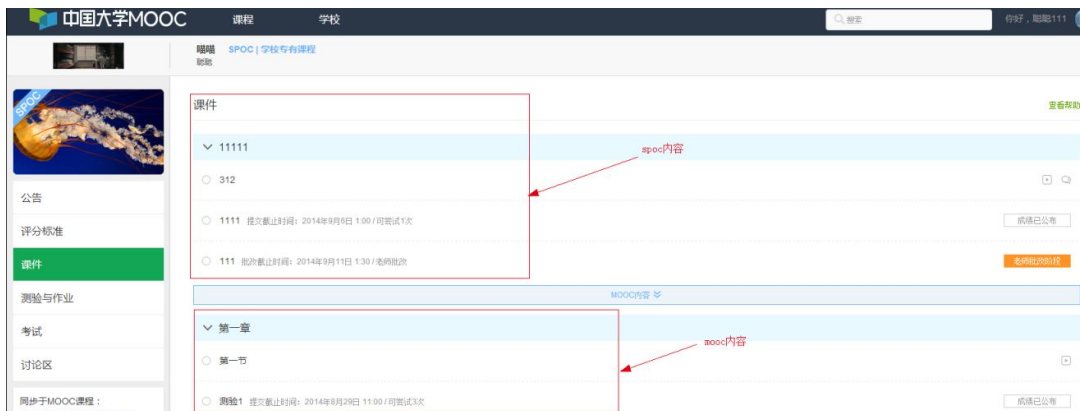 中国大学MOOC 课程 学校 搜索 你好，聪聪111
喵喵 SPOC | 学校专有课程
聪聪
SPOC
课件 查看帮助
11111
spoc内容
312
公告
1111 提交截止时间：2014年9月6日 1:00 / 可尝试1次 成绩已公布
评分标准
课件
111 批改截止时间：2014年9月11日 1:30 / 老师批改 老师批改阶段
测验与作业
MOOC内容
考试
第一章
mooc内容
讨论区
第一节
同步于MOOC课程：
测验1 提交截止时间：2014年8月29日 11:00 / 可尝试3次 成绩已公布